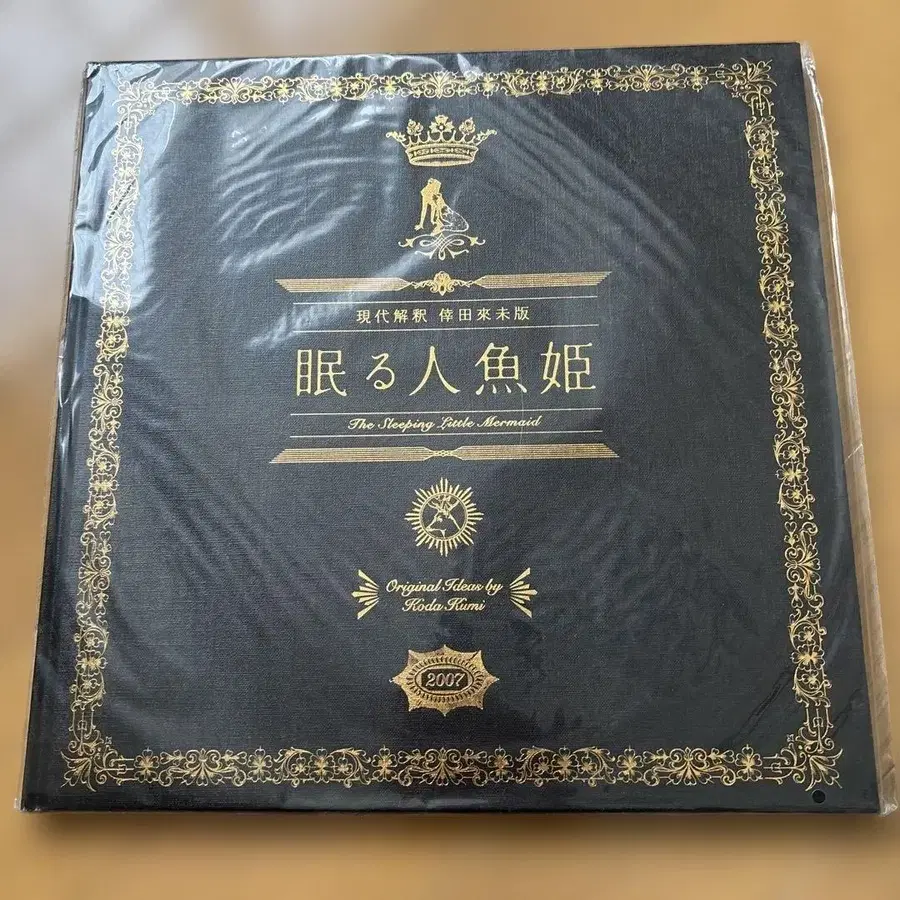 現代解釈 倖田來未版
眠る人魚姫
The Sleeping Little Mermaid
Original Ideas by
Koda Kumi
2007